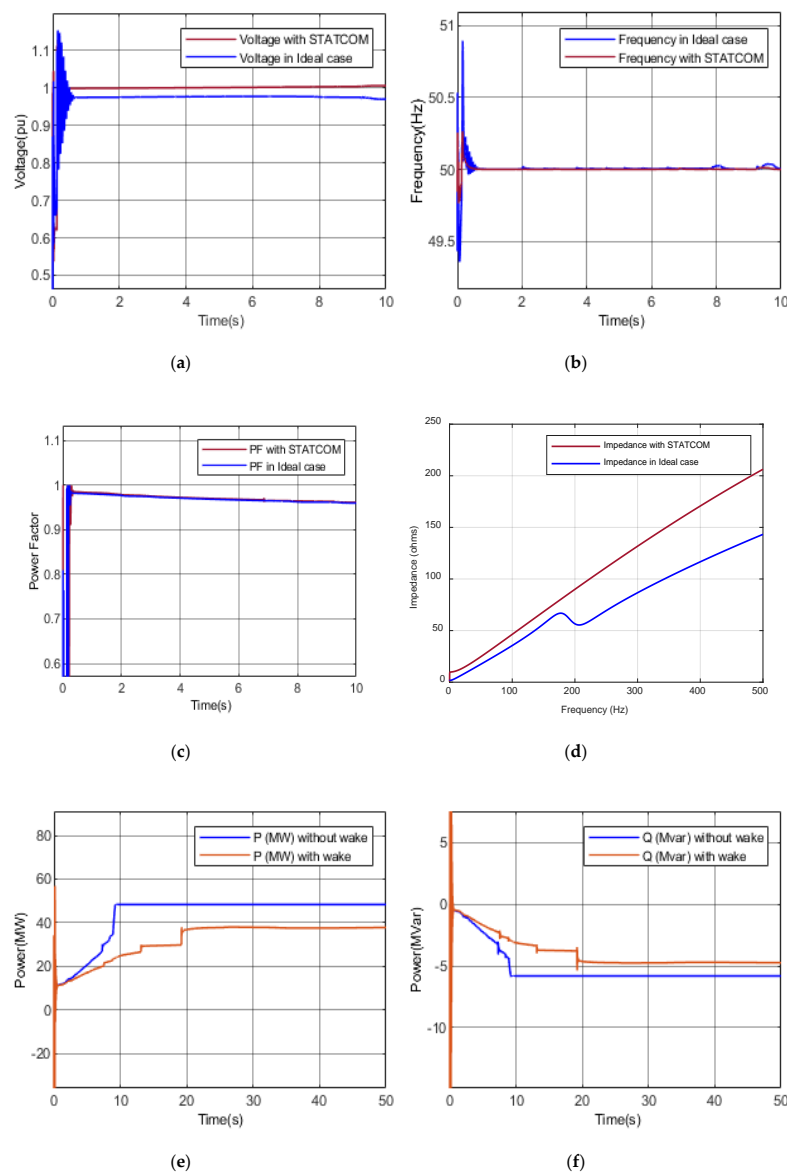 1.1
1
0.9
0.8
0.7
0.6
0.5
Voltage(pu)
Voltage with STATCOM
Voltage in Ideal case
0 2 4 6 8 10
Time(s)
(a)
51
50.5
50
49.5
Frequency(Hz)
Frequency in Ideal case
Frequency with STATCOM
0 2 4 6 8 10
Time(s)
(b)
1.1
1
0.9
0.8
0.7
0.6
Power Factor
PF with STATCOM
PF in Ideal case
0 2 4 6 8 10
Time(s)
(c)
250
200
150
100
50
0
Impedance (ohms)
Impedance with STATCOM
Impedance in Ideal case
0 100 200 300 400 500
Frequency (Hz)
(d)
80
60
40
20
0
-20
Power(MW)
P (MW) without wake
P (MW) with wake
0 10 20 30 40 50
Time(s)
(e)
5
0
-5
-10
Power(MVar)
Q (Mvar) without wake
Q (Mvar) with wake
0 10 20 30 40 50
Time(s)
(f)